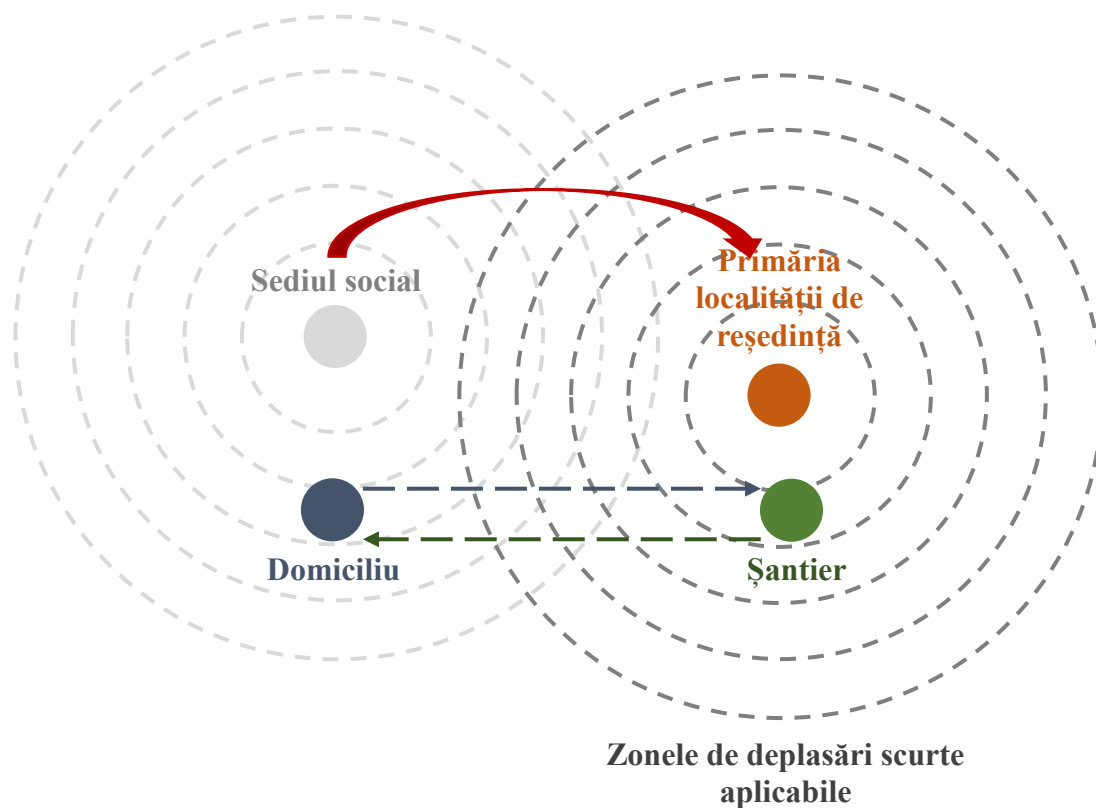 Sediul social
Primăria
localității de
reședință
Domiciliu
Șantier
Zonele de deplasări scurte
aplicabile